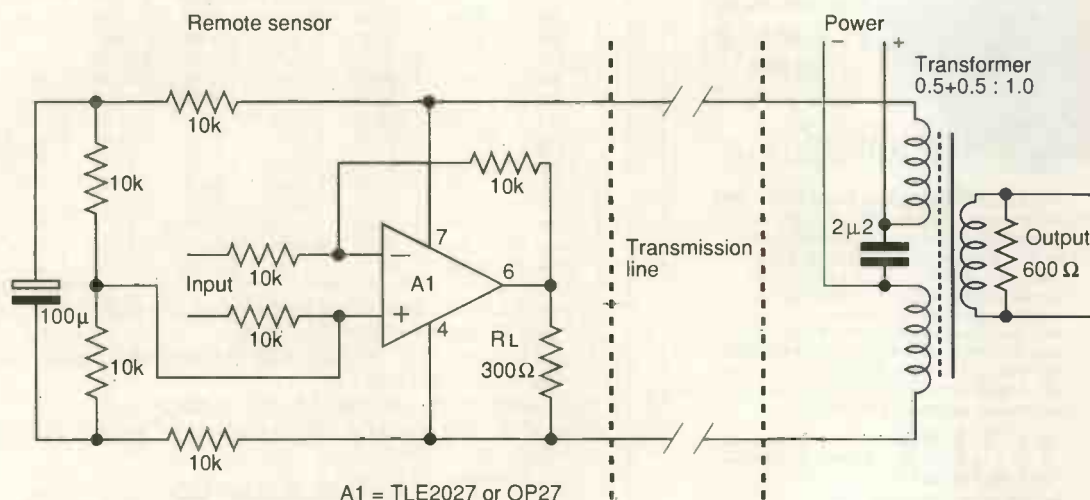 Remote sensor
Power
− +
Transformer
0.5+0.5 : 1.0
10k
10k
10k
7
−
10k
A1
6
Input
+
10k
4
100µ
10k
RL
300Ω
10k
Transmission
line
2µ2
Output
600Ω
A1 = TLE2027 or OP27